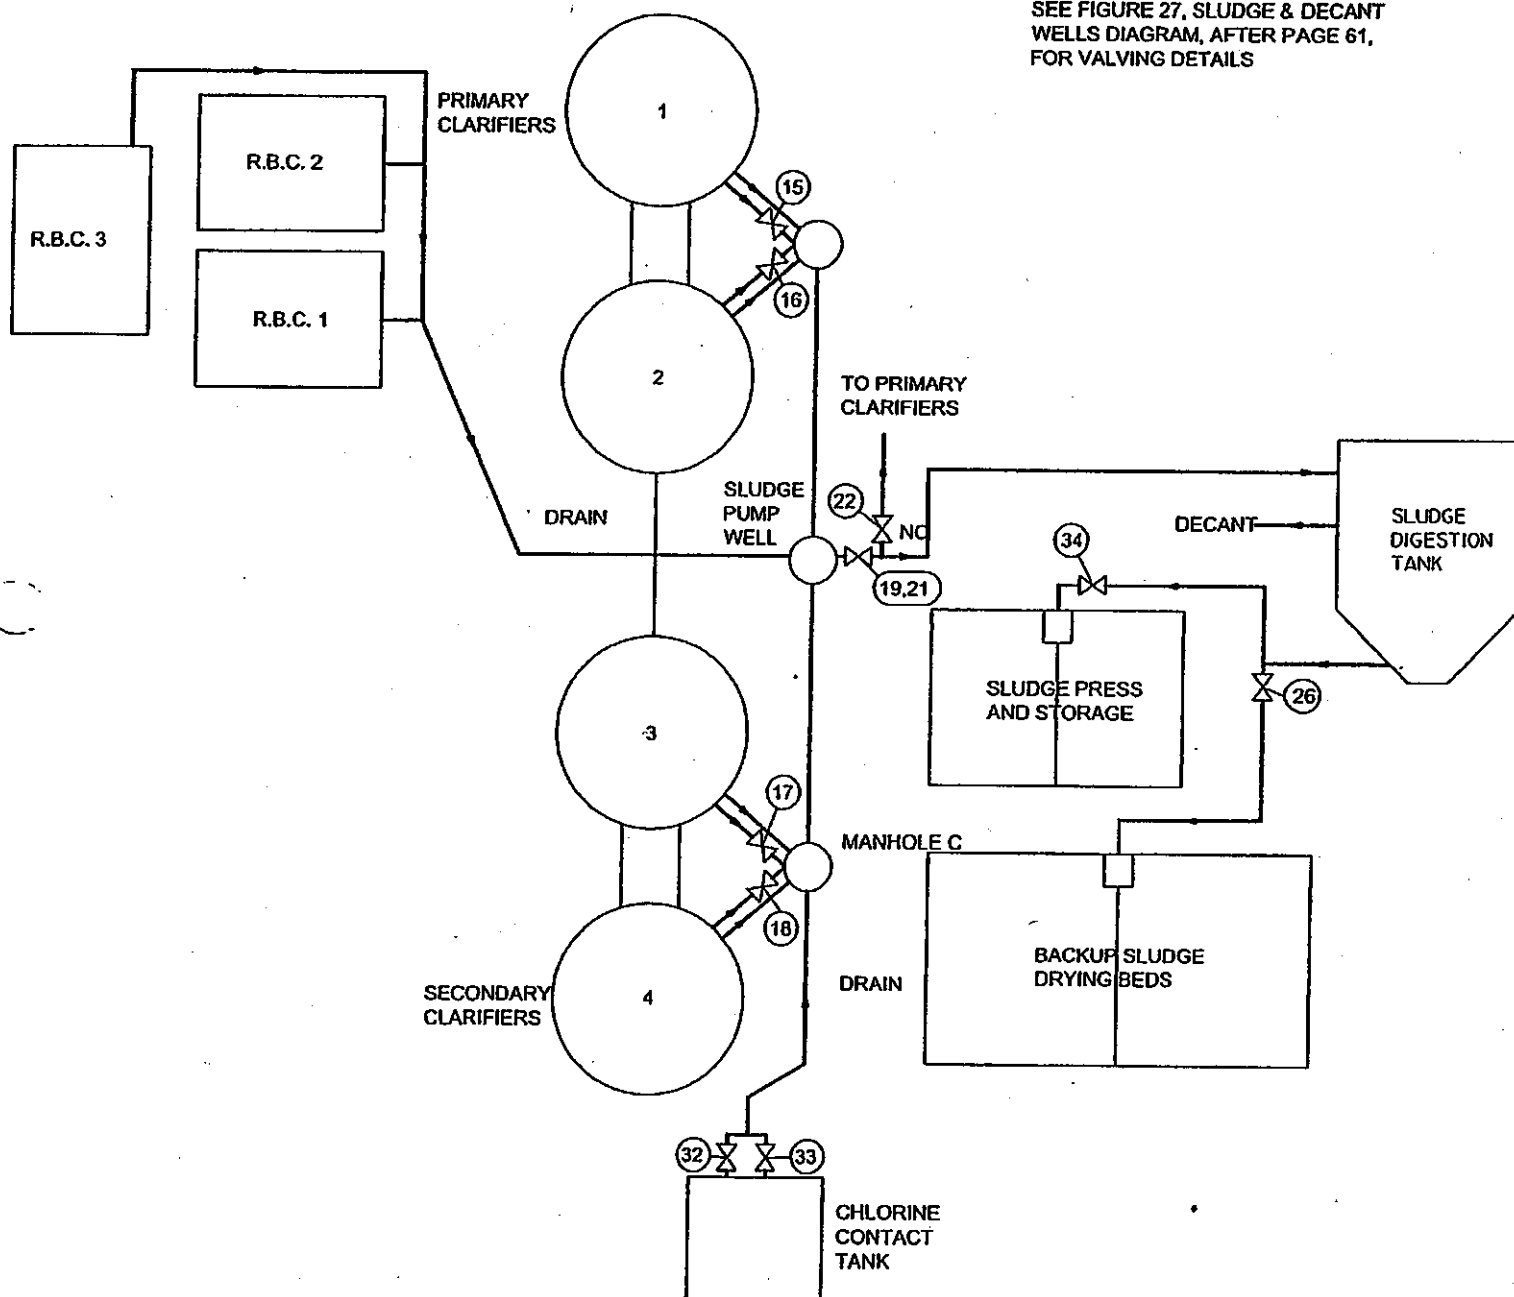 SEE FIGURE 27, SLUDGE & DECANT
WELLS DIAGRAM, AFTER PAGE 61,
FOR VALVING DETAILS
PRIMARY
CLARIFIERS
1
R.B.C. 2
R.B.C. 3
R.B.C. 1
15
16
2
TO PRIMARY
CLARIFIERS
SLUDGE
PUMP
WELL
DRAIN
22
NC
19,21
DECANT
SLUDGE
DIGESTION
TANK
34
SLUDGE PRESS
AND STORAGE
26
3
17
MANHOLE C
18
SECONDARY
CLARIFIERS
4
DRAIN
BACKUP SLUDGE
DRYING BEDS
32
33
CHLORINE
CONTACT
TANK